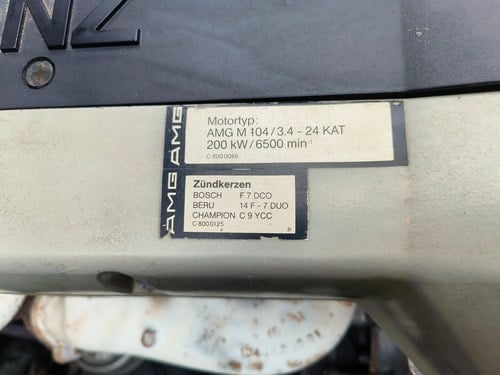 NZ
AMG AMG
Motortyp:
AMG M 104/3.4 - 24 KAT
200 kW/6500 min⁻¹
C 800 0066
Zündkerzen
BOSCH F 7 DCO
BERU 14 F - 7 DUO
CHAMPION C 9 YCC
C 800 0125